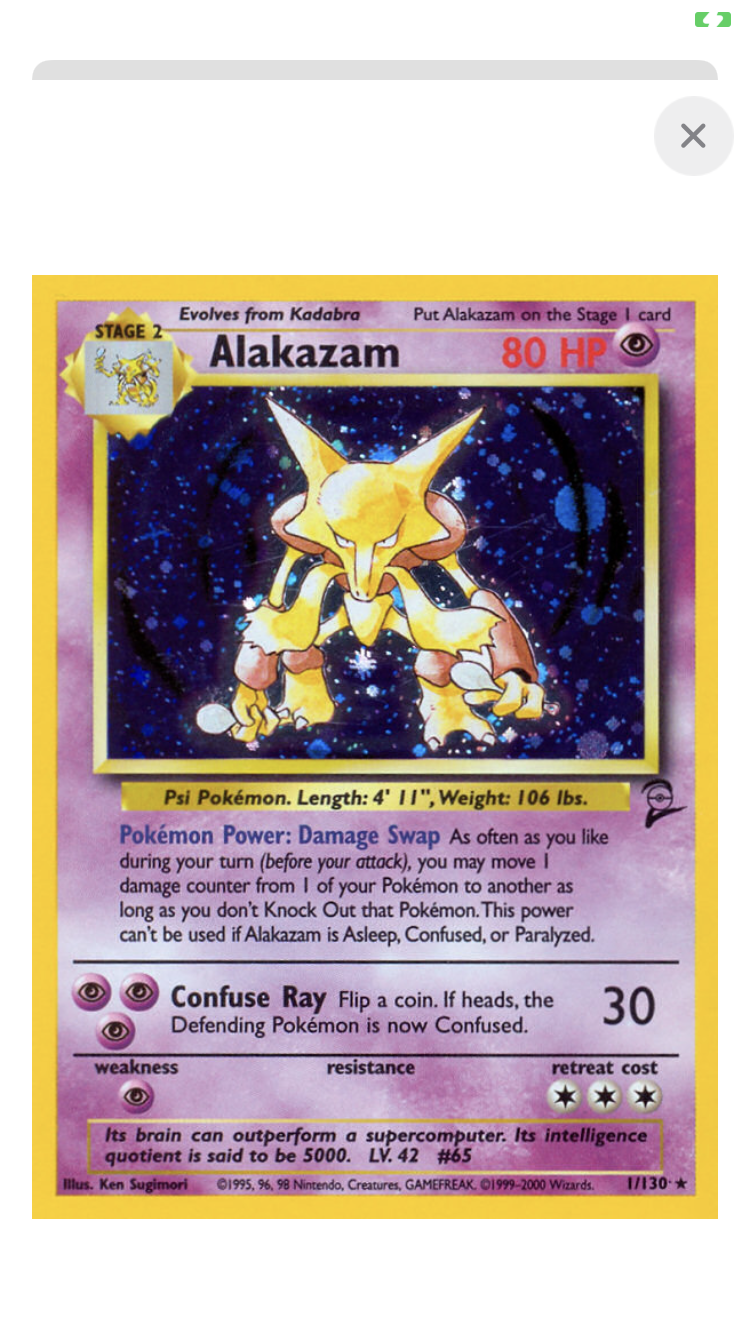 Evolves from Kadabra Put Alakazam on the Stage 1 card
STAGE 2
Alakazam 80 HP
Psi Pokémon. Length: 4' 11", Weight: 106 lbs.
Pokémon Power: Damage Swap As often as you like
during your turn (before your attack), you may move 1
damage counter from 1 of your Pokémon to another as
long as you don't Knock Out that Pokémon. This power
can't be used if Alakazam is Asleep, Confused, or Paralyzed.
Confuse Ray Flip a coin. If heads, the
Defending Pokémon is now Confused.
30
weakness resistance retreat cost
Its brain can outperform a supercomputer. Its intelligence
quotient is said to be 5000. LV. 42 #65
Illus. Ken Sugimori ©1995, 96, 98 Nintendo, Creatures, GAMEFREAK. ©1999-2000 Wizards. 1/130 ★